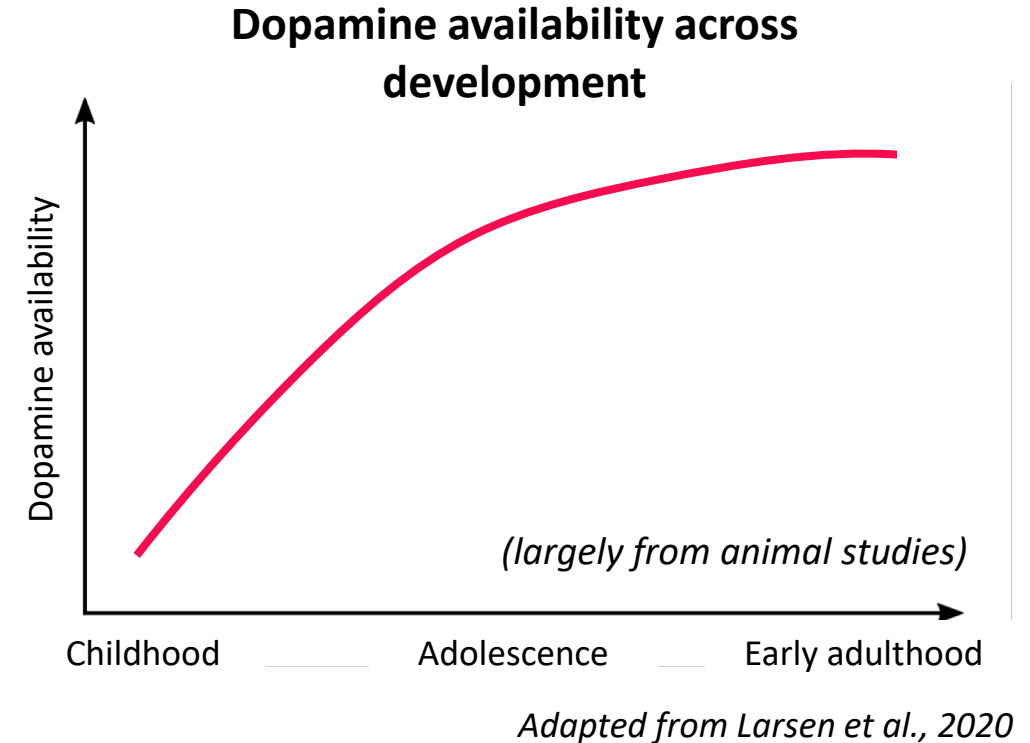 Dopamine availability across
development
Dopamine availability
(largely from animal studies)
Childhood Adolescence Early adulthood
Adapted from Larsen et al., 2020